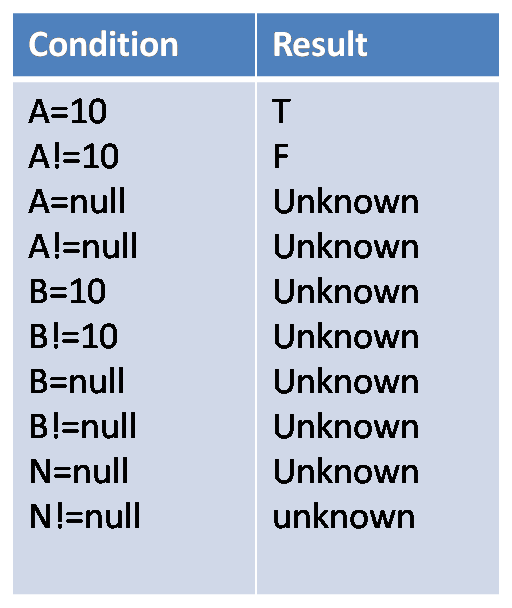 Condition Result
A=10 T
A!=10 F
A=null Unknown
A!=null Unknown
B=10 Unknown
B!=10 Unknown
B=null Unknown
B!=null Unknown
N=null Unknown
N!=null unknown